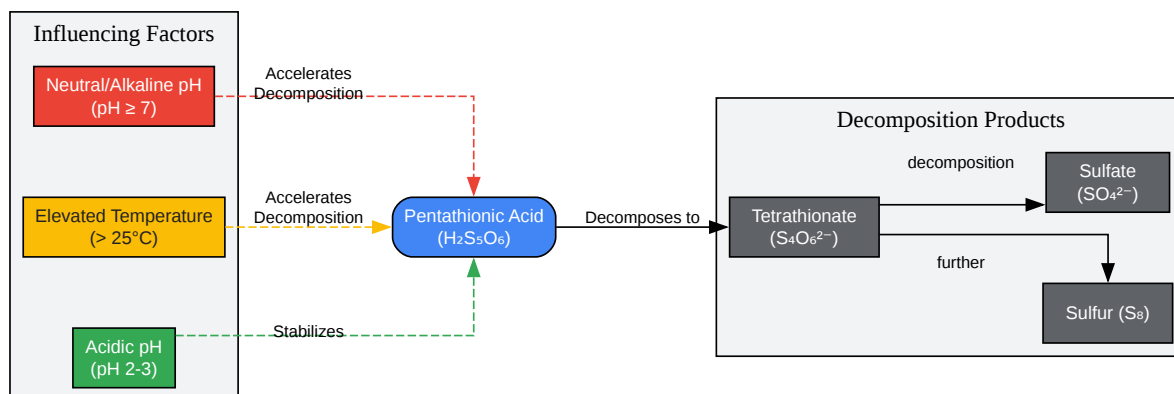 Influencing Factors
Neutral/Alkaline pH
(pH ≥ 7)
Accelerates
Decomposition
Elevated Temperature
(> 25°C)
Accelerates
Decomposition
Acidic pH
(pH 2-3)
Stabilizes
Pentathionic Acid
(H₂S₅O₆)
Decomposes to
Decomposition Products
Tetrathionate
(S₄O₆²⁻)
decomposition
Sulfate
(SO₄²⁻)
further
Sulfur (S₈)